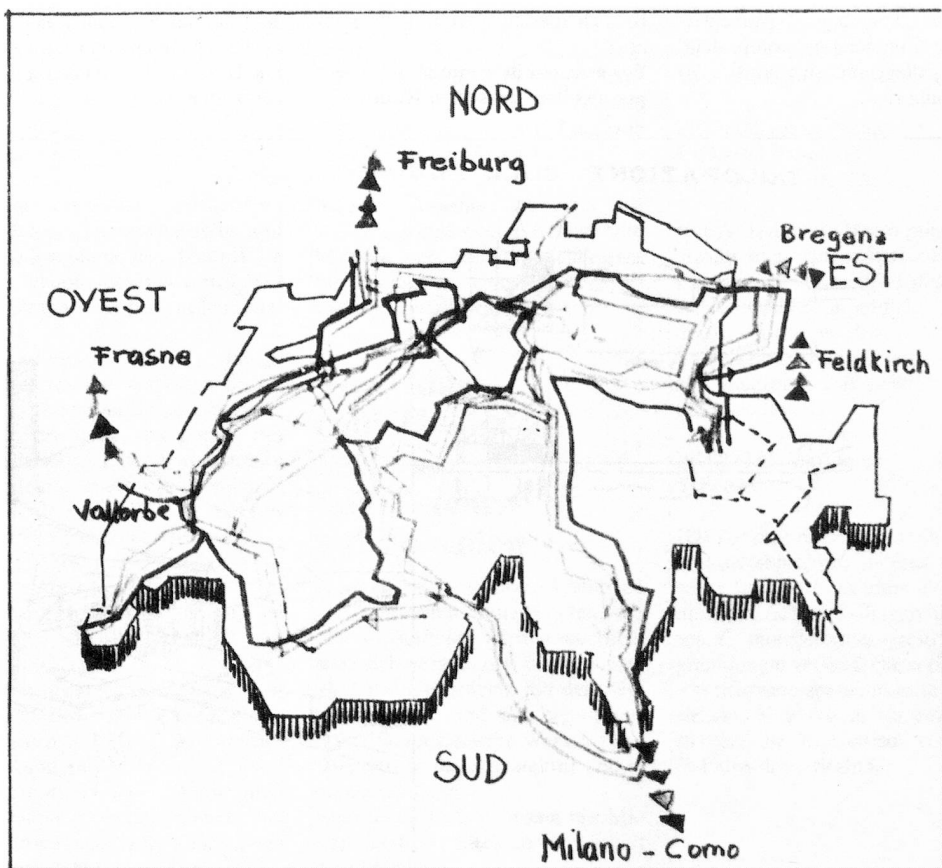 NORD
Freiburg
Bregenz
EST
OVEST
Frasne
Feldkirch
Vallorbe
SUD
Milano - Como